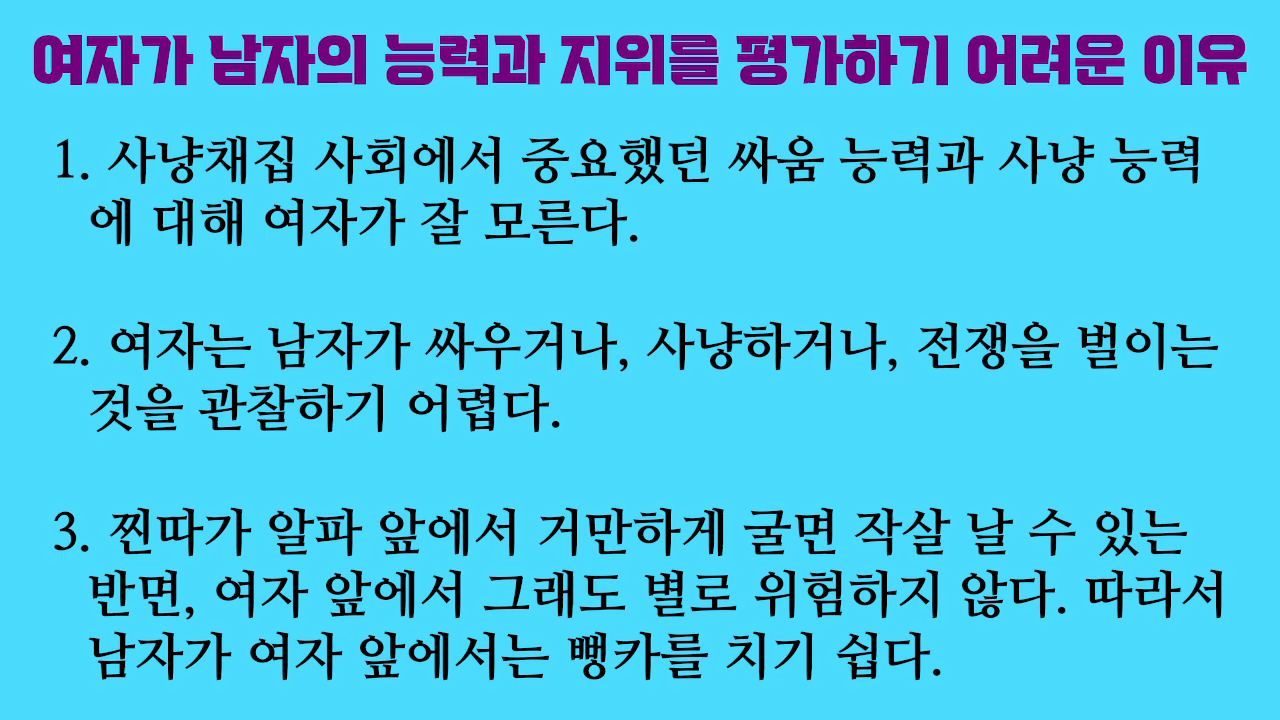 여자가 남자의 능력과 지위를 평가하기 어려운 이유
1. 사냥채집 사회에서 중요했던 싸움 능력과 사냥 능력
에 대해 여자가 잘 모른다.
2. 여자는 남자가 싸우거나, 사냥하거나, 전쟁을 벌이는
것을 관찰하기 어렵다.
3. 찐따가 알파 앞에서 거만하게 굴면 작살 날 수 있는
반면, 여자 앞에서 그래도 별로 위험하지 않다. 따라서
남자가 여자 앞에서는 뻥카를 치기 쉽다.